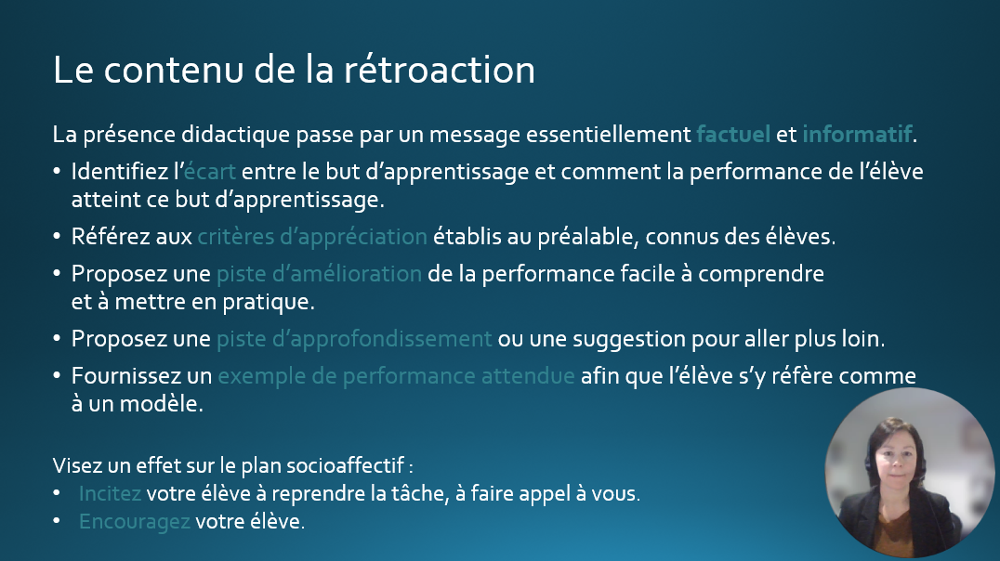 Le contenu de la rétroaction
La présence didactique passe par un message essentiellement factuel et informatif.
• Identifiez l’écart entre le but d’apprentissage et comment la performance de l’élève
atteint ce but d’apprentissage.
• Référez aux critères d’appréciation établis au préalable, connus des élèves.
• Proposez une piste d’amélioration de la performance facile à comprendre
et à mettre en pratique.
• Proposez une piste d’approfondissement ou une suggestion pour aller plus loin.
• Fournissez un exemple de performance attendue afin que l’élève s’y réfère comme
à un modèle.
Visez un effet sur le plan socioaffectif :
• Incitez votre élève à reprendre la tâche, à faire appel à vous.
• Encouragez votre élève.